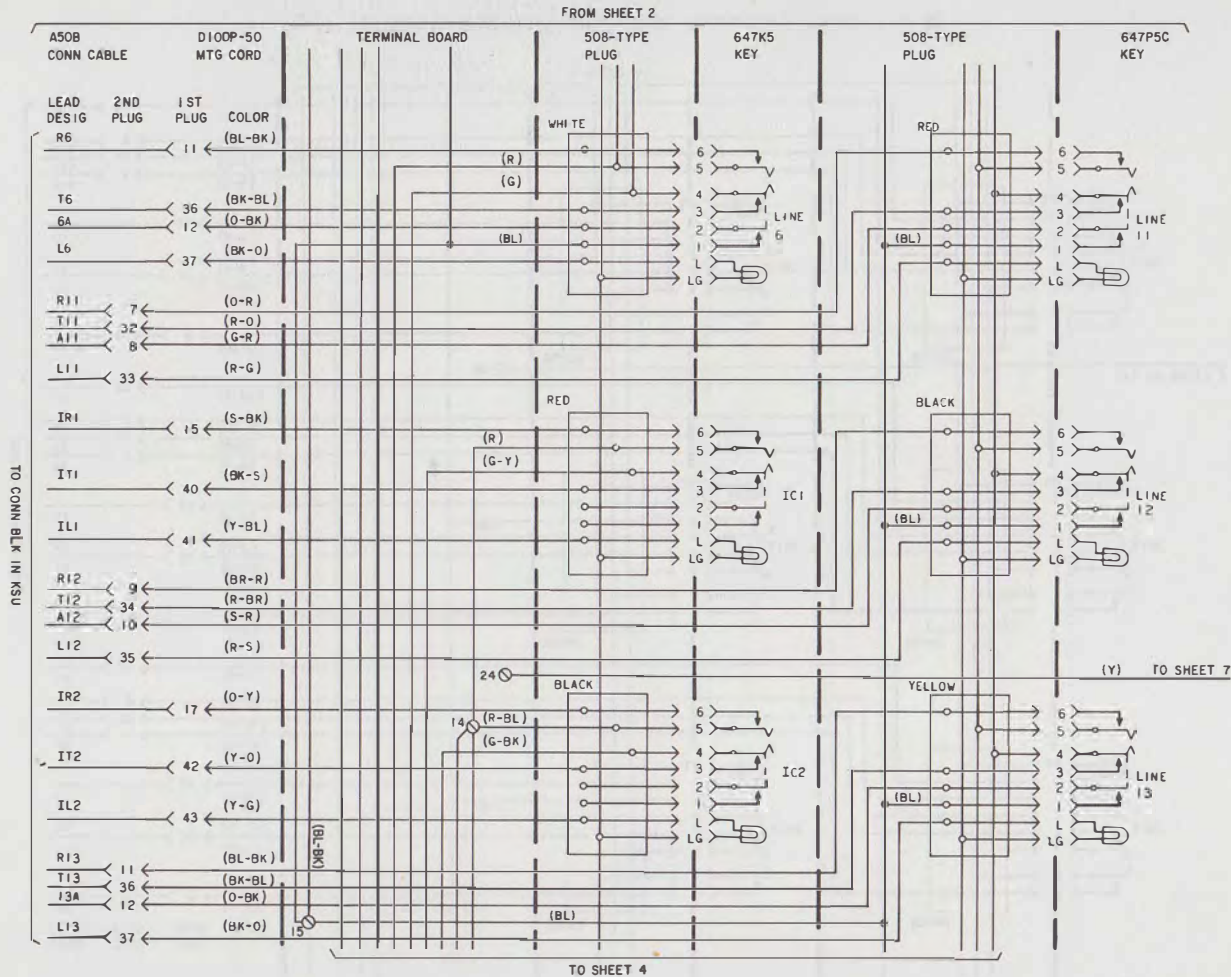 FROM SHEET 2
A50B CONN CABLE
D100P-50 MTG CORD
TERMINAL BOARD
508-TYPE PLUG
647K5 KEY
508-TYPE PLUG
647P5C KEY
LEAD DESIG
2ND PLUG
1ST PLUG
COLOR
R6 11 (BL-BK)
T6 36 (BK-BL)
6A 12 (O-BK)
L6 37 (BK-O)
R11 7 (O-R)
T11 32 (R-O)
A11 8 (G-R)
L11 33 (R-G)
IR1 15 (S-BK)
IT1 40 (BK-S)
IL1 41 (Y-BL)
R12 9 (BR-R)
T12 34 (R-BR)
A12 10 (S-R)
L12 35 (R-S)
IR2 17 (O-Y)
IT2 42 (Y-O)
IL2 43 (Y-G)
R13 11 (BL-BK)
T13 36 (BK-BL)
13A 12 (O-BK)
L13 37 (BK-O)
TO CONN BLK IN KSU
(BL-BK)
15
14
24
WHITE
(R)
(G)
(BL)
6
5
4
3
2
1
L
LG
LINE 6
RED
(R)
(G-Y)
6
5
4
3
2
1
L
LG
IC1
BLACK
(R-BL)
(G-BK)
6
5
4
3
2
1
L
LG
IC2
(BL)
RED
(BL)
6
5
4
3
2
1
L
LG
LINE 11
BLACK
(BL)
6
5
4
3
2
1
L
LG
LINE 12
(Y) TO SHEET 7
YELLOW
(BL)
6
5
4
3
2
1
L
LG
LINE 13
TO SHEET 4